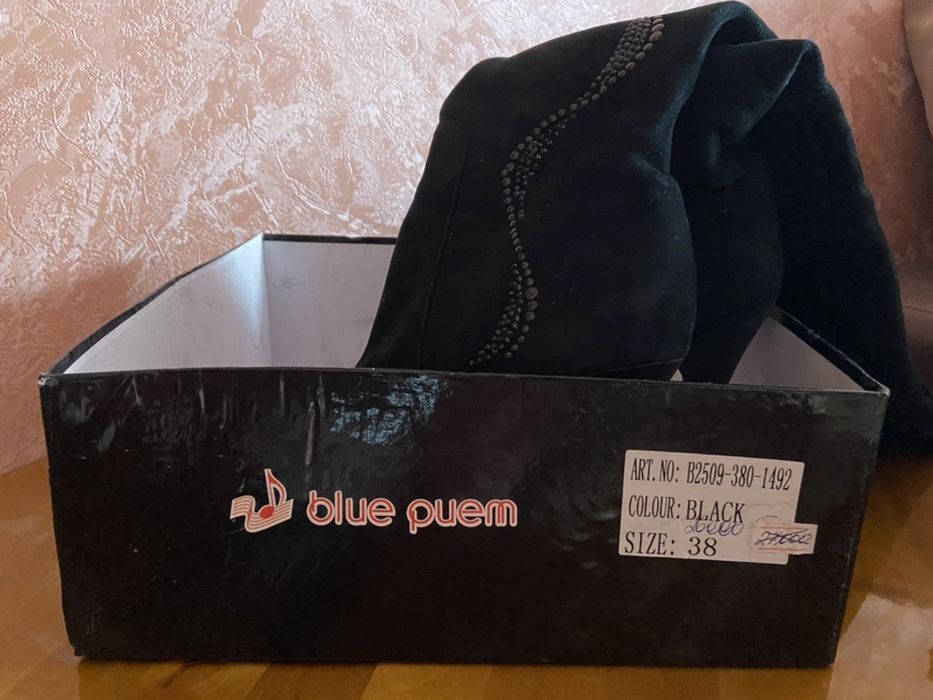 blue puem
ART. NO: B2509-380-1492
COLOUR: BLACK
SIZE: 38